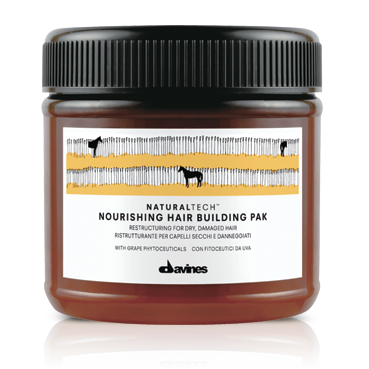 NATURALTECH™
NOURISHING HAIR BUILDING PAK
RESTRUCTURING FOR DRY, DAMAGED HAIR
RISTRUTTURANTE PER CAPELLI SECCHI E DANNEGGIATI
WITH GRAPE PHYTOCEUTICALS CON FITOCEUTICI DA UVA
davines